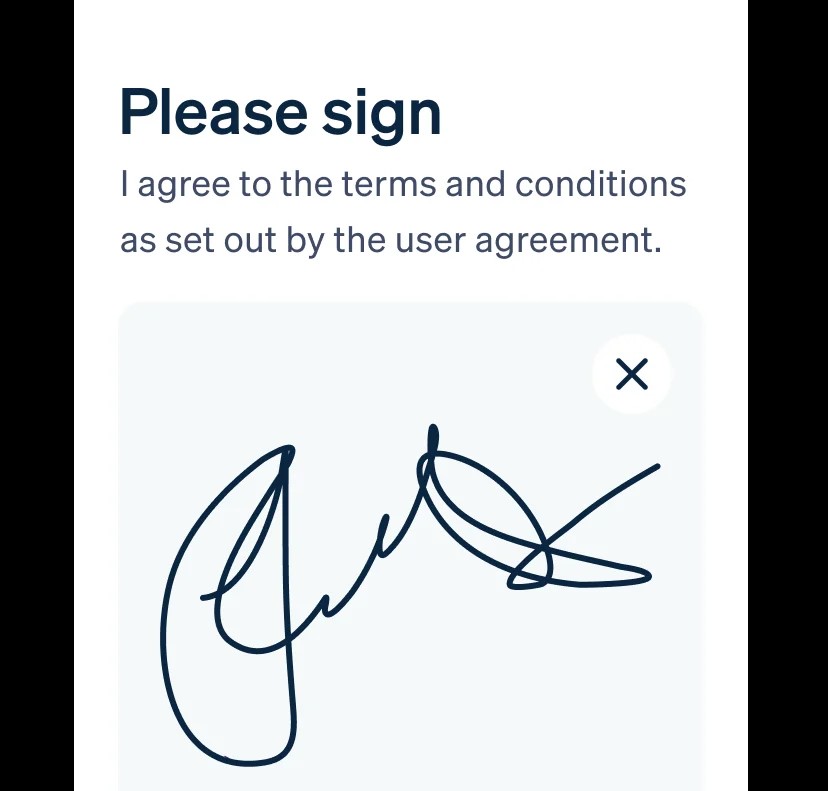 Please sign
I agree to the terms and conditions
as set out by the user agreement.